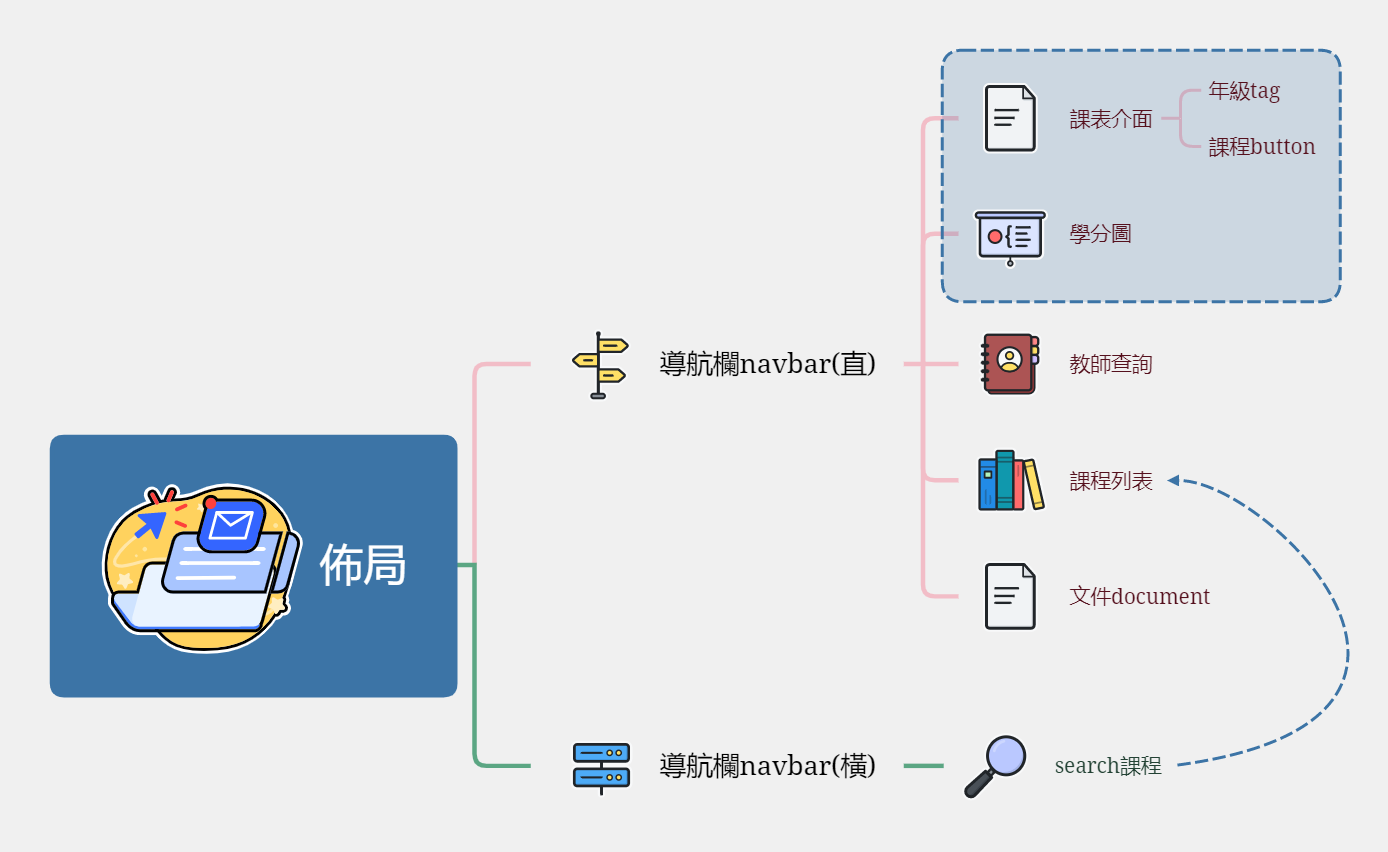 佈局
導航欄navbar(直)
課表介面
年級tag
課程button
學分圖
教師查詢
課程列表
文件document
導航欄navbar(橫)
search課程